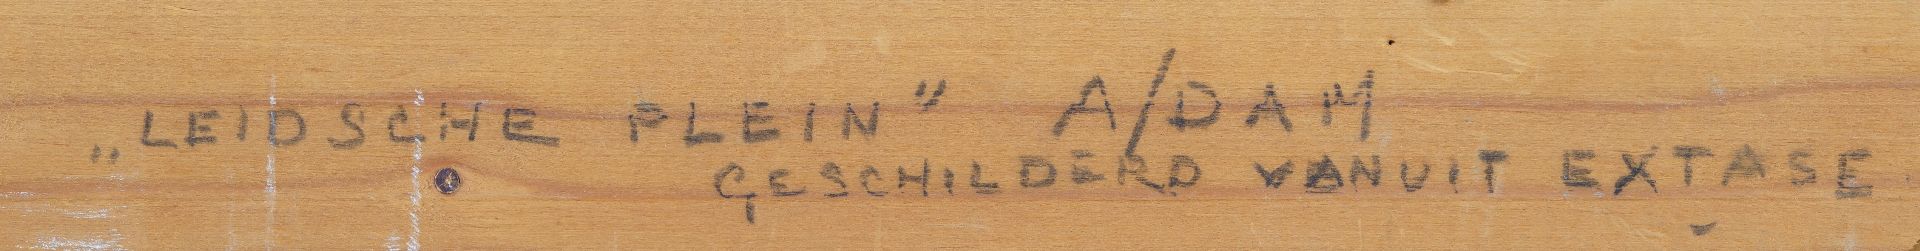 „LEIDSCHE PLEIN” A/DAM
GESCHILDERD VANUIT EXTASE.